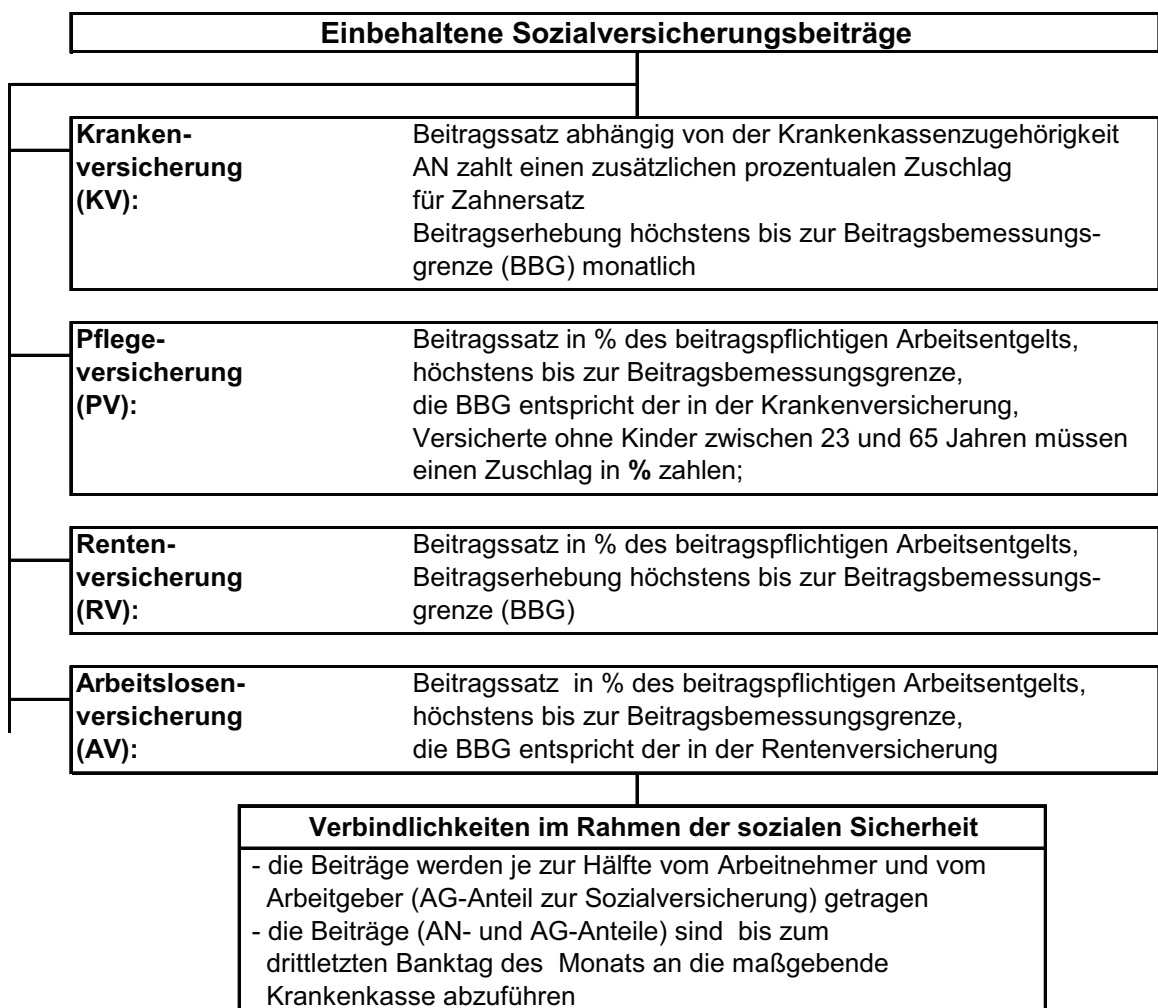 Einbehaltene Sozialversicherungsbeiträge
Kranken- Beitragssatz abhängig von der Krankenkassenzugehörigkeit
versicherung AN zahlt einen zusätzlichen prozentualen Zuschlag
(KV): für Zahnersatz
Beitragserhebung höchstens bis zur Beitragsbemessungs-
grenze (BBG) monatlich
Pflege- Beitragssatz in % des beitragspflichtigen Arbeitsentgelts,
versicherung höchstens bis zur Beitragsbemessungsgrenze,
(PV): die BBG entspricht der in der Krankenversicherung,
Versicherte ohne Kinder zwischen 23 und 65 Jahren müssen
einen Zuschlag in % zahlen;
Renten- Beitragssatz in % des beitragspflichtigen Arbeitsentgelts,
versicherung Beitragserhebung höchstens bis zur Beitragsbemessungs-
(RV): grenze (BBG)
Arbeitslosen- Beitragssatz in % des beitragspflichtigen Arbeitsentgelts,
versicherung höchstens bis zur Beitragsbemessungsgrenze,
(AV): die BBG entspricht der in der Rentenversicherung
Verbindlichkeiten im Rahmen der sozialen Sicherheit
- die Beiträge werden je zur Hälfte vom Arbeitnehmer und vom
Arbeitgeber (AG-Anteil zur Sozialversicherung) getragen
- die Beiträge (AN- und AG-Anteile) sind bis zum
drittletzten Banktag des Monats an die maßgebende
Krankenkasse abzuführen